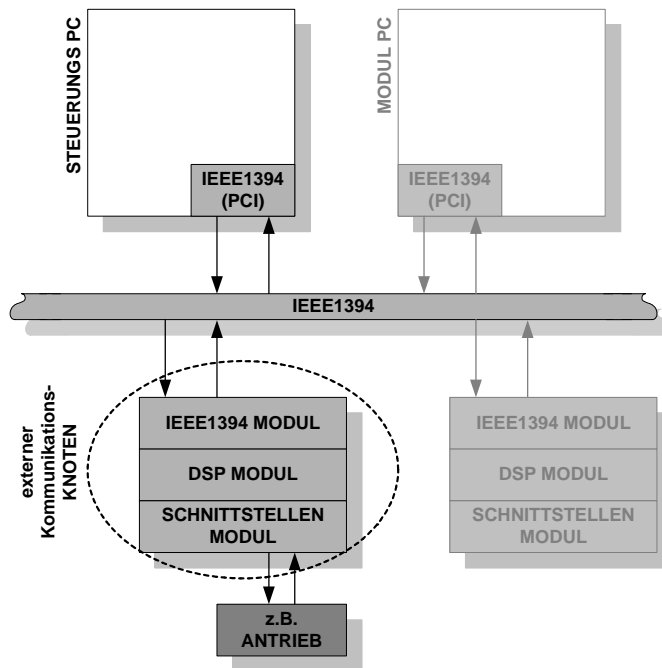 STEUERUNGS PC
IEEE1394
(PCI)
MODUL PC
IEEE1394
(PCI)
IEEE1394
externer
Kommunikations-
KNOTEN
IEEE1394 MODUL
DSP MODUL
SCHNITTSTELLEN
MODUL
IEEE1394 MODUL
DSP MODUL
SCHNITTSTELLEN
MODUL
z.B.
ANTRIEB